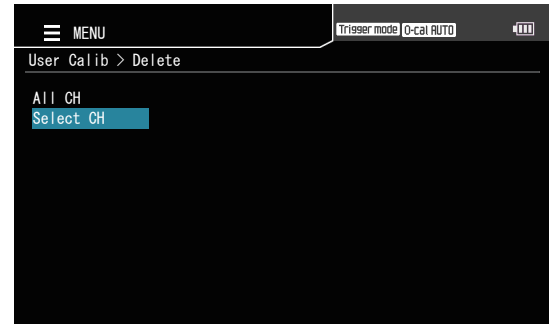 MENU
Trigger mode 0-cal AUTO
User Calib > Delete
All CH
Select CH